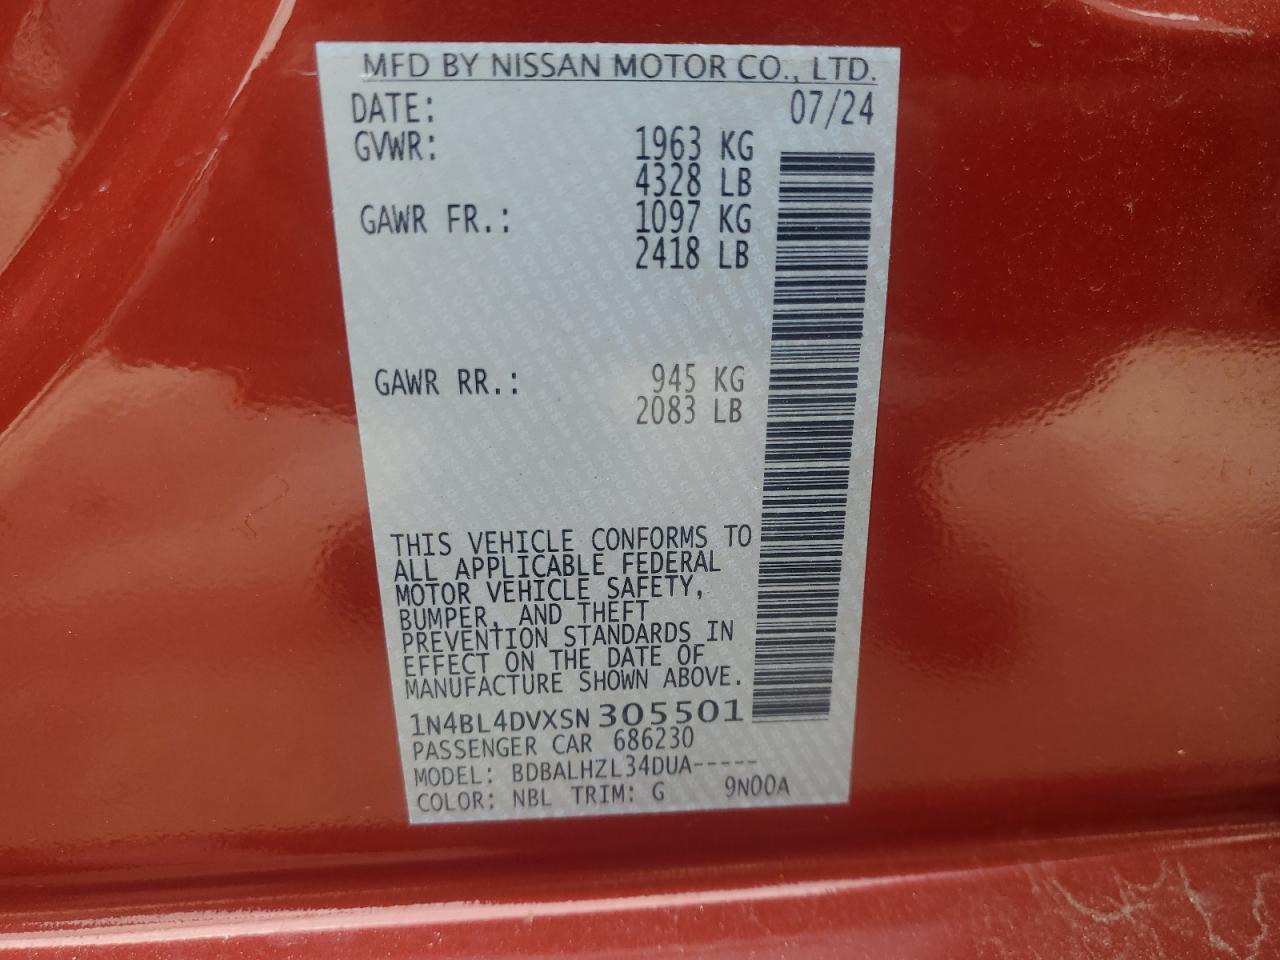 MFD BY NISSAN MOTOR CO., LTD.
DATE: 07/24
GVWR: 1963 KG
4328 LB
GAWR FR.: 1097 KG
2418 LB
GAWR RR.: 945 KG
2083 LB
THIS VEHICLE CONFORMS TO
ALL APPLICABLE FEDERAL
MOTOR VEHICLE SAFETY,
BUMPER, AND THEFT
PREVENTION STANDARDS IN
EFFECT ON THE DATE OF
MANUFACTURE SHOWN ABOVE.
1N4BL4DVXSN305501
PASSENGER CAR 686230
MODEL: BDBALHZL34DUA-----
COLOR: NBL TRIM: G 9N00A